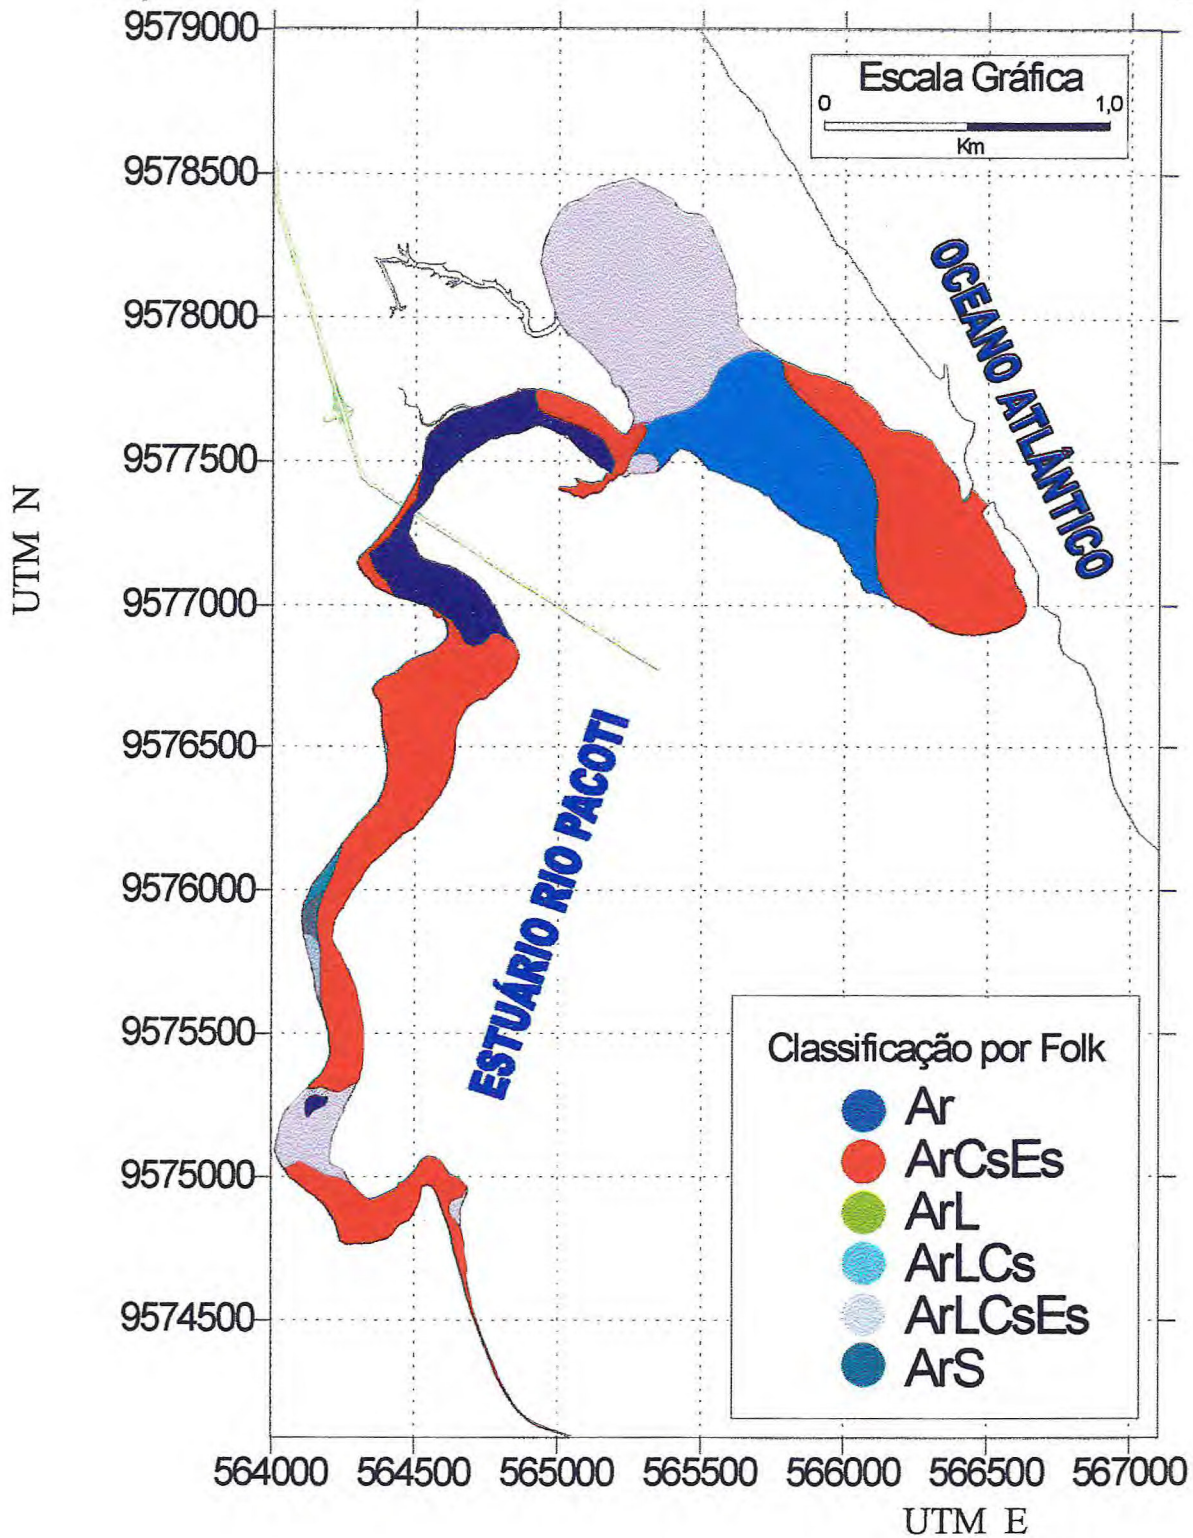 9579000
Escala Gráfica
0 1,0
Km
9578500
OCEANO ATLÁNTICO
9578000
9577500
UTM N
9577000
9576500
ESTUÁRIO RIO PACOTI
9576000
9575500
Classificação por Folk
Ar
ArCsEs
ArL
ArLCs
ArLCsEs
ArS
9575000
9574500
564000 564500 565000 565500 566000 566500 567000
UTM E